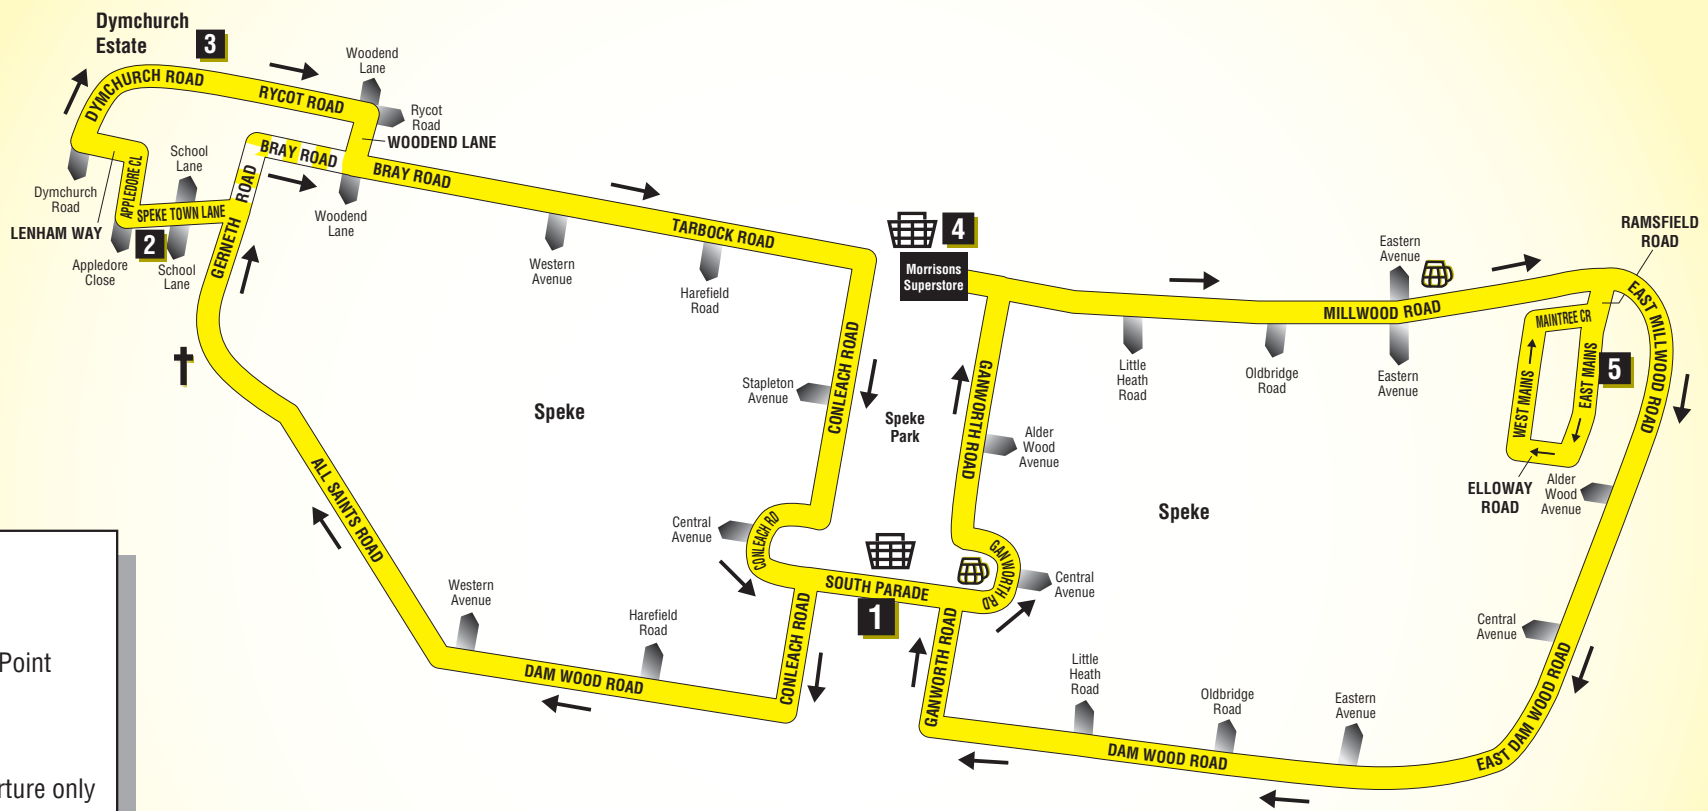 Dymchurch
Estate
3
DYMCHURCH ROAD
RYCOT ROAD
Woodend
Lane
Rycot
Road
WOODEND LANE
School
Lane
BRAY ROAD
BRAY ROAD
Dymchurch
Road
APPLEDORE CL
SPEKE TOWN LANE
GERNETH ROAD
LENHAM WAY
2
Appledore
Close
School
Lane
Woodend
Lane
Western
Avenue
TARBOCK ROAD
Harefield
Road
4
Morrisons
Superstore
Eastern
Avenue
RAMSFIELD
ROAD
MILLWOOD ROAD
EAST MILLWOOD ROAD
MAINTREE CR
WEST MAINS
EAST MAINS
5
Little
Heath
Road
Oldbridge
Road
Eastern
Avenue
CONLEACH ROAD
Stapleton
Avenue
Speke
Speke
Park
GANWORTH ROAD
Alder
Wood
Avenue
ELLOWAY
ROAD
Alder
Wood
Avenue
Speke
ALL SAINTS ROAD
Central
Avenue
CONLEACH RD
SOUTH PARADE
1
GANWORTH RD
Central
Avenue
Western
Avenue
Harefield
Road
CONLEACH ROAD
GANWORTH ROAD
DAM WOOD ROAD
Little
Heath
Road
Oldbridge
Road
Eastern
Avenue
Central
Avenue
DAM WOOD ROAD
EAST DAM WOOD ROAD
Point
rture only